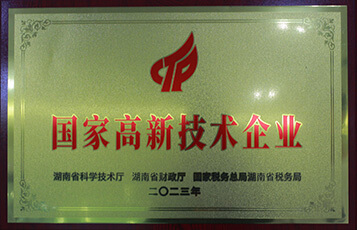 国家高新技术企业
湖南省科学技术厅 湖南省财政厅 国家税务总局湖南省税务局
二〇二三年